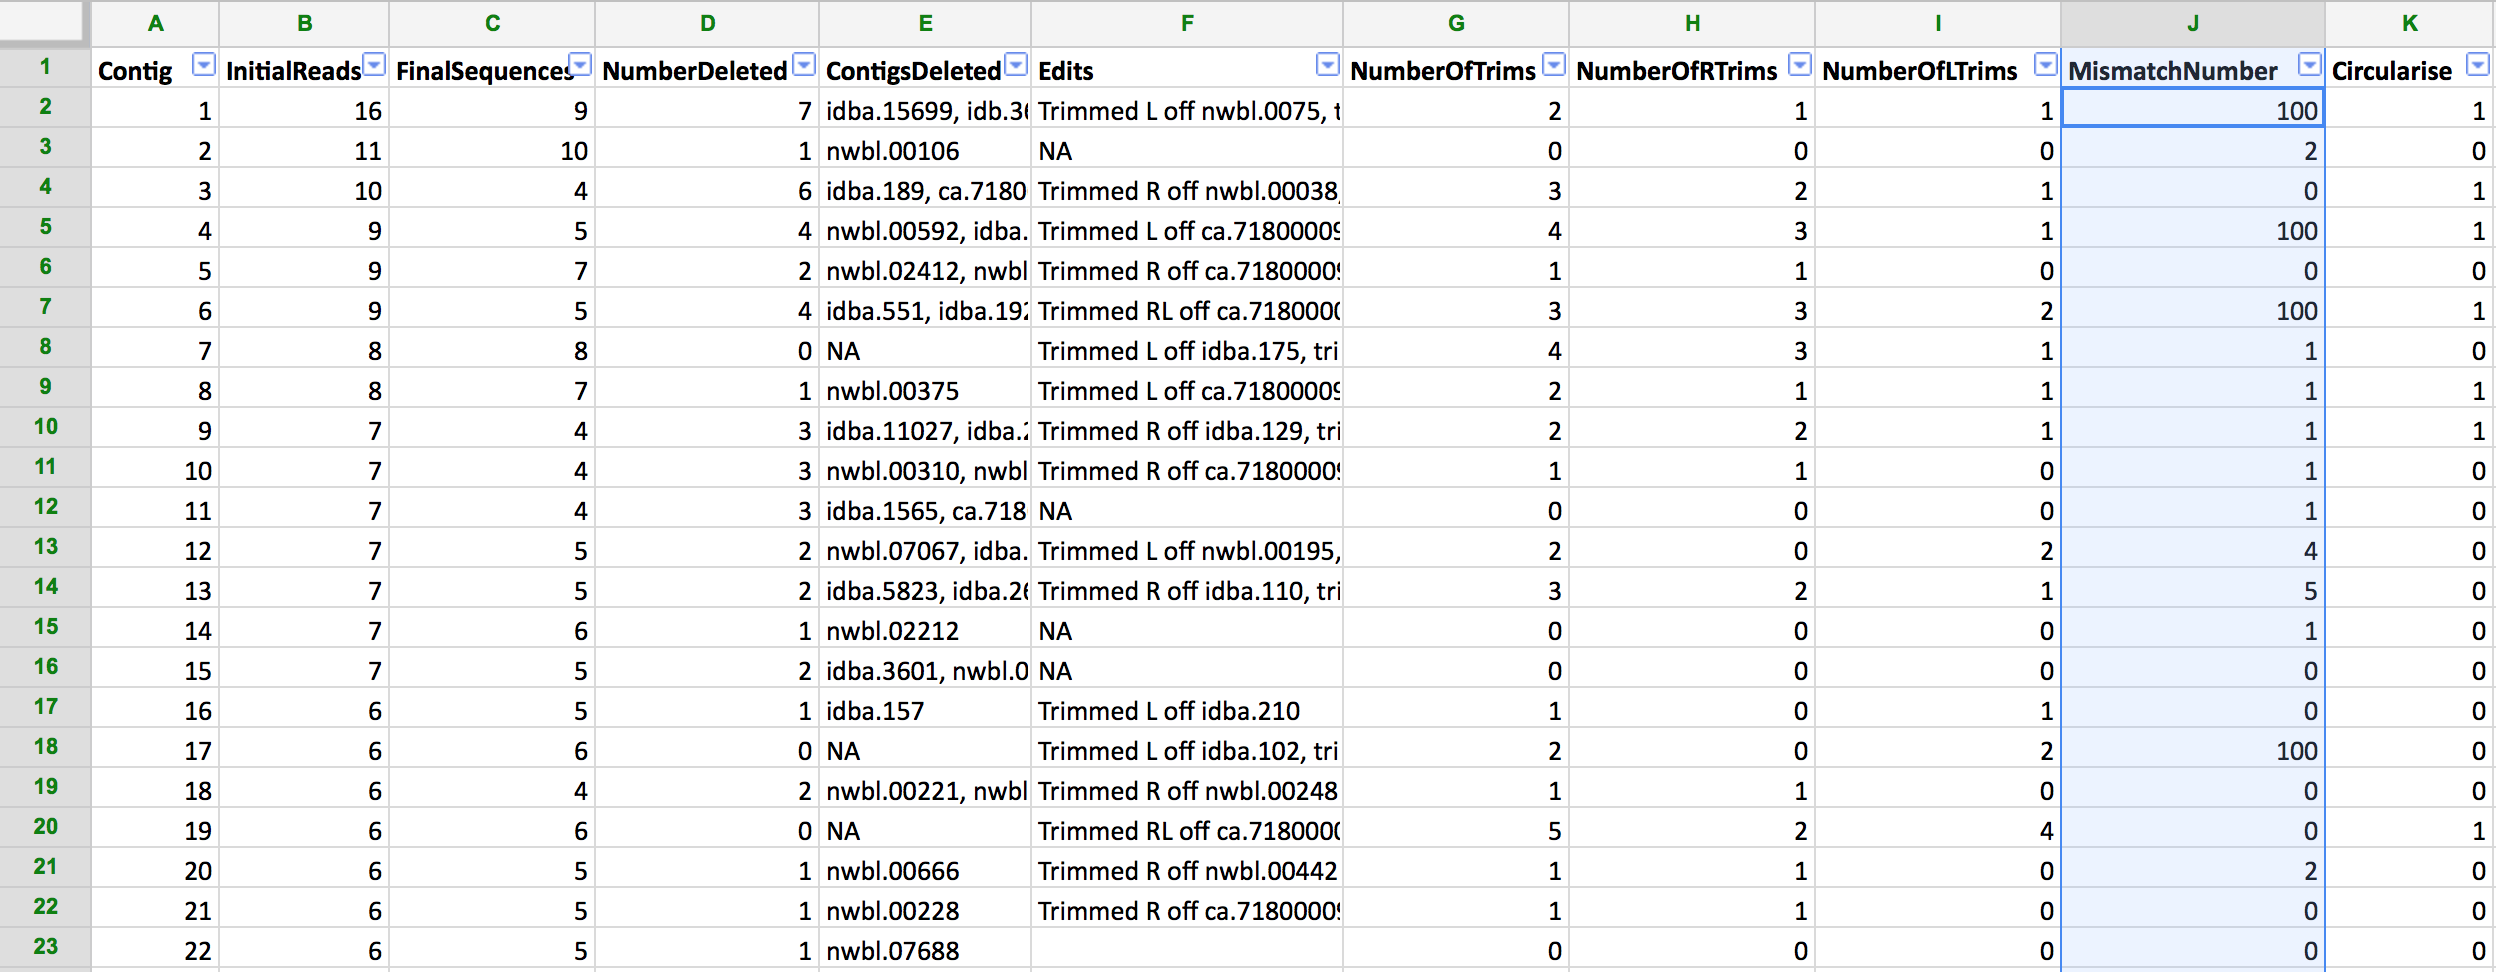 A B C D E F G H I J K
1 Contig InitialReads FinalSequences NumberDeleted ContigsDeleted Edits NumberOfTrims NumberOfRTrims NumberOfLTrims MismatchNumber Circularise
2 1 16 9 7 idba.15699, idb.36 Trimmed L off nwbl.0075, t 2 1 1 100 1
3 2 11 10 1 nwbl.00106 NA 0 0 0 2 0
4 3 10 4 6 idba.189, ca.7180 Trimmed R off nwbl.00038, 3 2 1 0 1
5 4 9 5 4 nwbl.00592, idba. Trimmed L off ca.71800009 4 3 1 100 1
6 5 9 7 2 nwbl.02412, nwbl Trimmed R off ca.71800009 1 1 0 0 0
7 6 9 5 4 idba.551, idba.192 Trimmed RL off ca.7180000 3 3 2 100 1
8 7 8 8 0 NA Trimmed L off idba.175, tri 4 3 1 1 0
9 8 8 7 1 nwbl.00375 Trimmed L off ca.71800009 2 1 1 1 1
10 9 7 4 3 idba.11027, idba.2 Trimmed R off idba.129, tri 2 2 1 1 1
11 10 7 4 3 nwbl.00310, nwbl Trimmed R off ca.71800009 1 1 0 1 0
12 11 7 4 3 idba.1565, ca.718 NA 0 0 0 1 0
13 12 7 5 2 nwbl.07067, idba. Trimmed L off nwbl.00195, 2 0 2 4 0
14 13 7 5 2 idba.5823, idba.26 Trimmed R off idba.110, tri 3 2 1 5 0
15 14 7 6 1 nwbl.02212 NA 0 0 0 1 0
16 15 7 5 2 idba.3601, nwbl.0 NA 0 0 0 0 0
17 16 6 5 1 idba.157 Trimmed L off idba.210 1 0 1 0 0
18 17 6 6 0 NA Trimmed L off idba.102, tri 2 0 2 100 0
19 18 6 4 2 nwbl.00221, nwbl Trimmed R off nwbl.00248 1 1 0 0 0
20 19 6 6 0 NA Trimmed RL off ca.7180000 5 2 4 0 1
21 20 6 5 1 nwbl.00666 Trimmed R off nwbl.00442 1 1 0 2 0
22 21 6 5 1 nwbl.00228 Trimmed R off ca.71800009 1 1 0 0 0
23 22 6 5 1 nwbl.07688 0 0 0 0 0